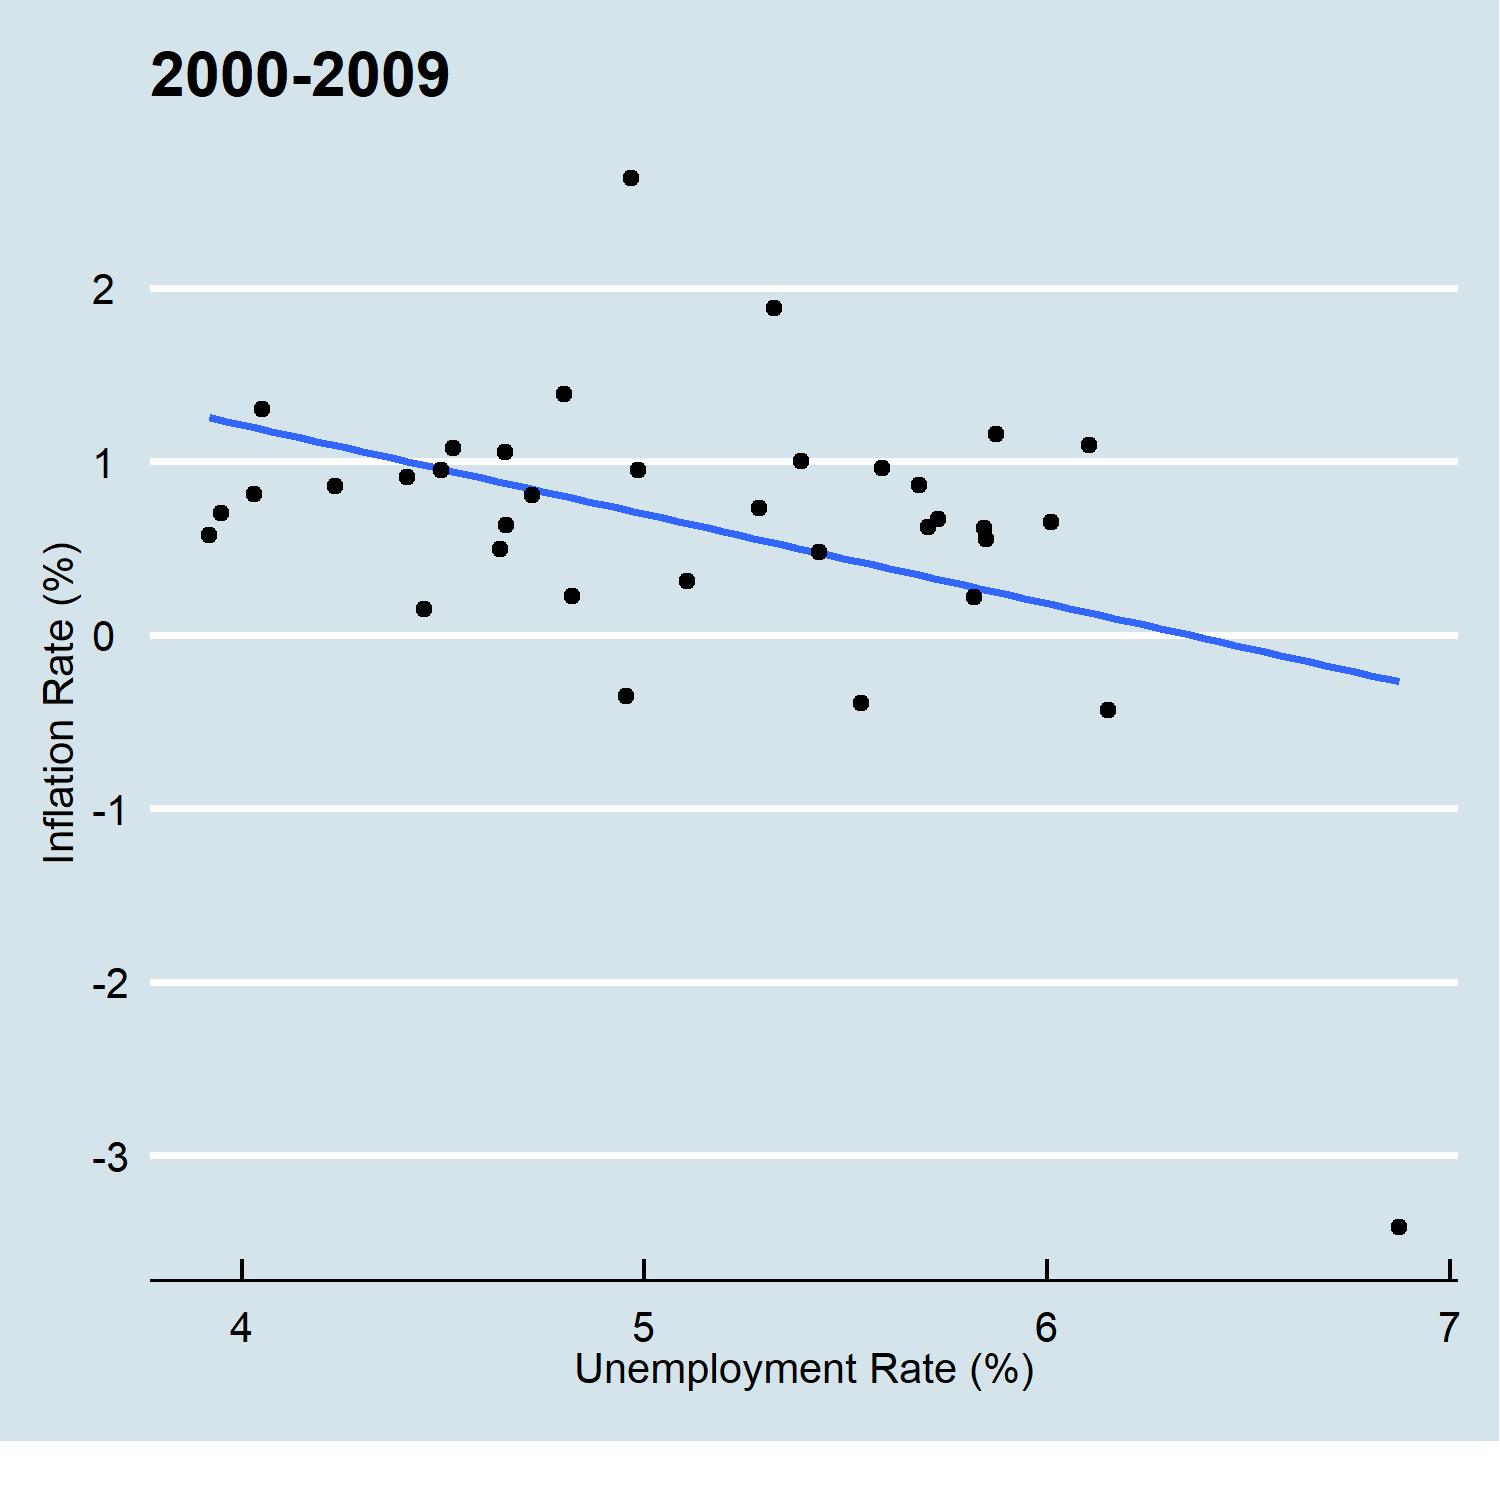 2000-2009
2
1
0
-1
-2
-3
Inflation Rate (%)
4 5 6 7
Unemployment Rate (%)